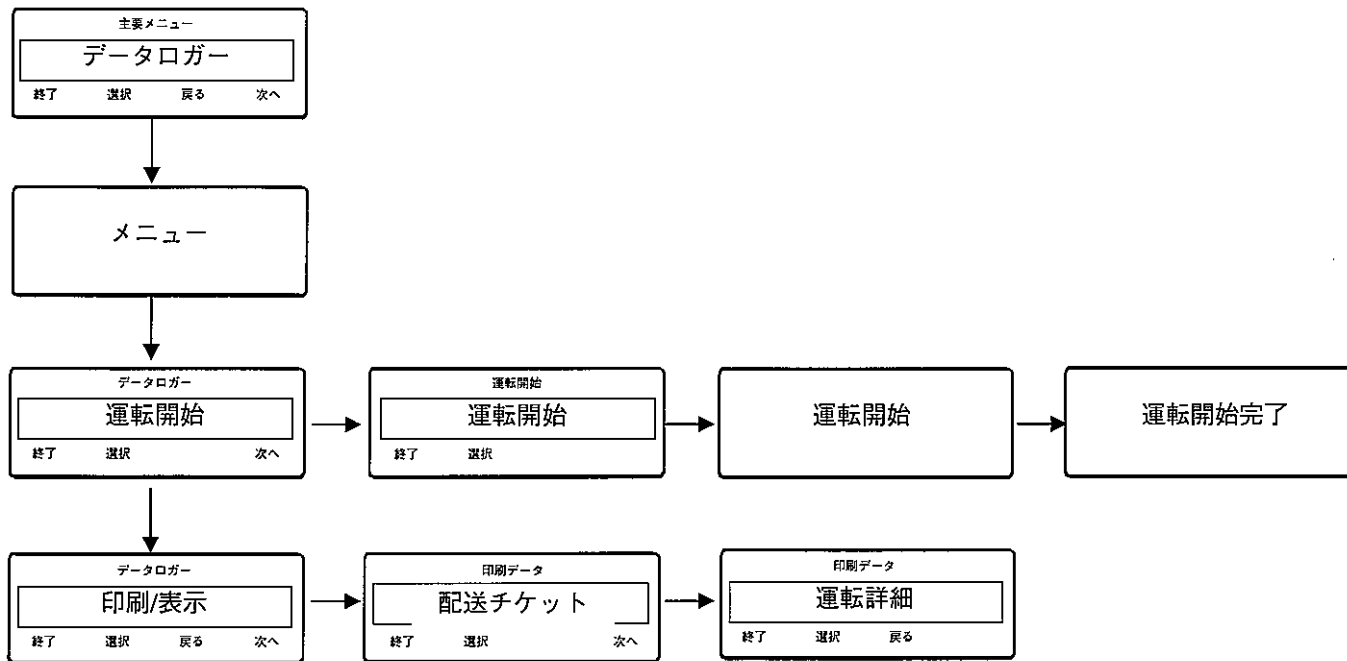 主要メニュー
データロガー
終了 選択 戻る 次へ
メニュー
データロガー
運転開始
終了 選択 次へ
運転開始
運転開始
終了 選択
運転開始
運転開始完了
データロガー
印刷/表示
終了 選択 戻る 次へ
印刷データ
配送チケット
終了 選択 次へ
印刷データ
運転詳細
終了 選択 戻る